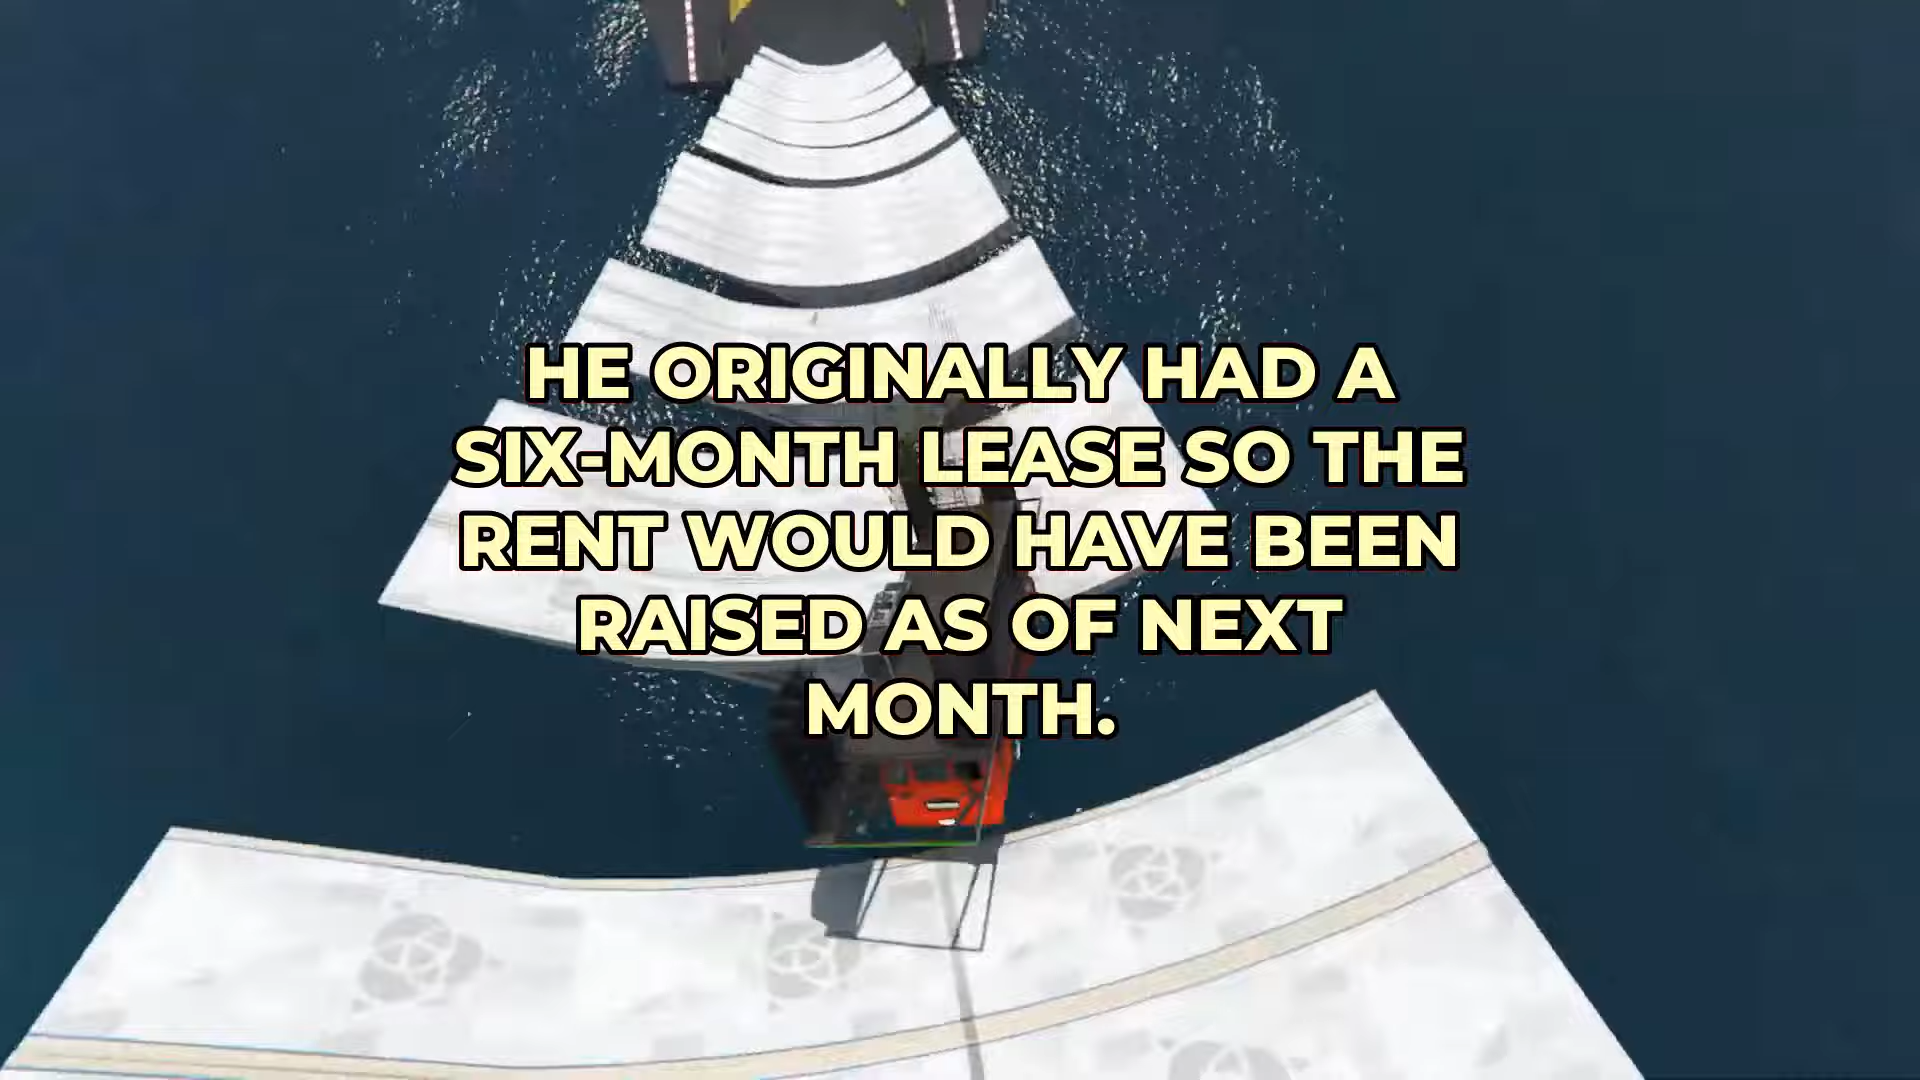 HE ORIGINALLY HAD A
SIX-MONTH LEASE SO THE
RENT WOULD HAVE BEEN
RAISED AS OF NEXT
MONTH.